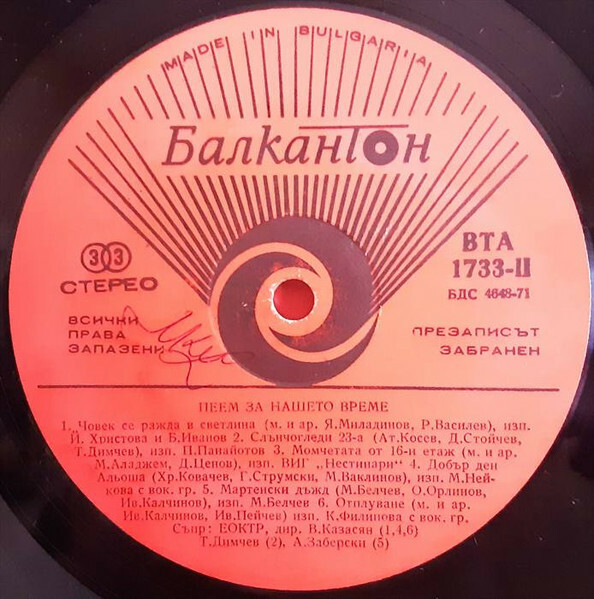 MADE IN BULGARIA
Балкантон
33
СТЕРЕО
ВТА
1733-II
БДС 4648-71
ВСИЧКИ
ПРАВА
ЗАПАЗЕНИ
ПРЕЗАПИСЪТ
ЗАБРАНЕН
ПЕЕМ ЗА НАШЕТО ВРЕМЕ
1. Човек се ражда в светлина (м. и ар. Я.Миладинов, Р.Василев), изп.
Й. Христова и Б.Иванов 2. Слънчогледи 23-а (Ат.Косев, Д.Стойчев,
Т.Димчев), изп. П.Панайотов 3. Момчетата от 16-и етаж (м. и ар.
М.Аладжем, Д.Ценов), изп. ВИГ „Нестинари" 4. Добър ден
Альоша (Хр.Ковачев, Г.Струмски, М.Ваклинов), изп. М.Ней-
кова с вок. гр. 5. Мартенски дъжд (М.Белчев, О.Орлинов,
Ив.Калчинов), изп. М.Белчев 6. Отплуване (м. и ар.
Ив.Калчинов, Ив.Пейчев) изп. К.Филипова с вок. гр.
Съпр: ЕОКТР, дир. В.Казасян (1,4,6)
Т.Димчев (2), А.Заберски (5)